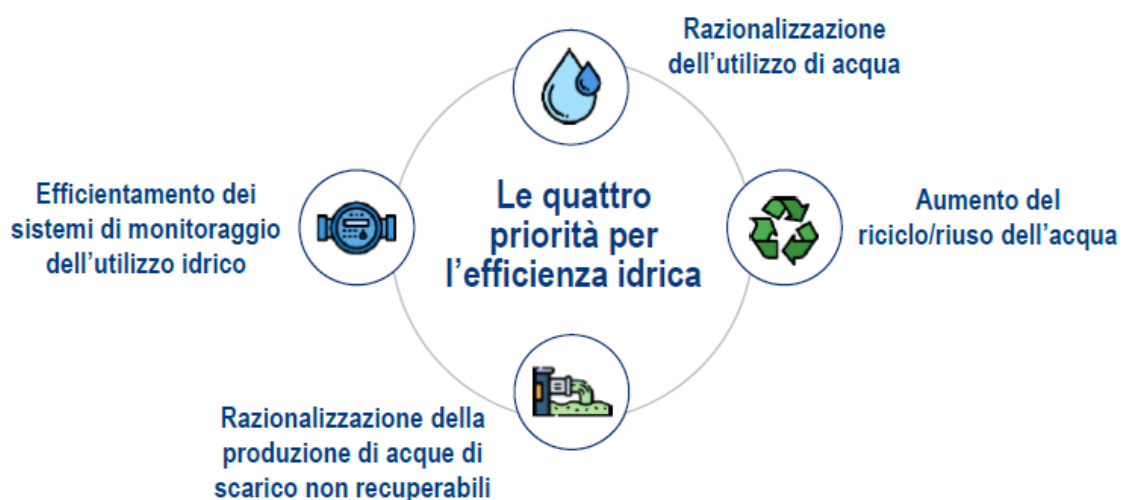 Razionalizzazione
dell'utilizzo di acqua
Efficientamento dei
sistemi di monitoraggio
dell'utilizzo idrico
Le quattro
priorità per
l'efficienza idrica
Aumento del
riciclo/riuso dell'acqua
Razionalizzazione della
produzione di acque di
scarico non recuperabili